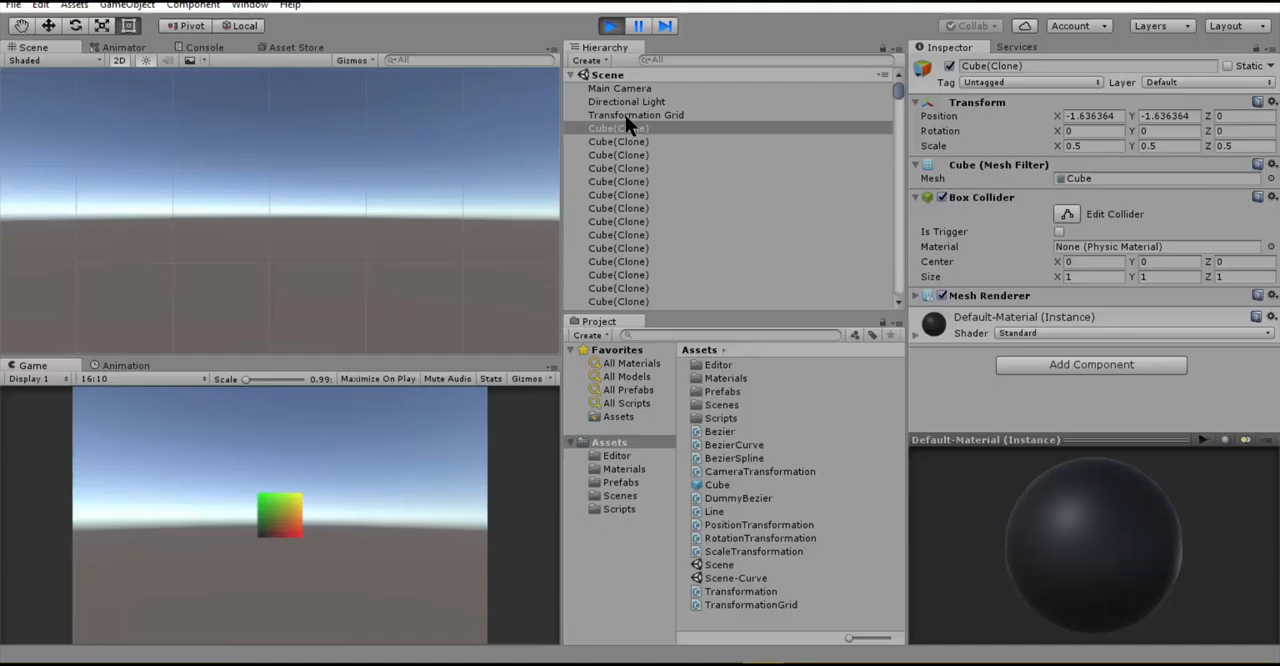 File Edit Assets GameObject Component Window Help
Pivot Local Collab Account Layers Layout
Scene Animator Console Asset Store
Shaded 2D Gizmos All
Hierarchy
Create All
Scene
Main Camera
Directional Light
Transformation Grid
Cube(Clone)
Cube(Clone)
Cube(Clone)
Cube(Clone)
Cube(Clone)
Cube(Clone)
Cube(Clone)
Cube(Clone)
Cube(Clone)
Cube(Clone)
Cube(Clone)
Cube(Clone)
Cube(Clone)
Cube(Clone)
Game Animation
Display 1 16:10 Scale 0.99: Maximize On Play Mute Audio Stats Gizmos
Project
Create
Favorites
All Materials
All Models
All Prefabs
All Scripts
Assets
Assets
Editor
Materials
Prefabs
Scenes
Scripts
Assets
Editor
Materials
Prefabs
Scenes
Scripts
Bezier
BezierCurve
BezierSpline
CameraTransformation
Cube
DummyBezier
Line
PositionTransformation
RotationTransformation
ScaleTransformation
Scene
Scene-Curve
Transformation
TransformationGrid
Inspector Services
Cube(Clone) Static
Tag Untagged Layer Default
Transform
Position X -1.636364 Y -1.636364 Z 0
Rotation X 0 Y 0 Z 0
Scale X 0.5 Y 0.5 Z 0.5
Cube (Mesh Filter)
Mesh Cube
Box Collider
Edit Collider
Is Trigger
Material None (Physic Material)
Center X 0 Y 0 Z 0
Size X 1 Y 1 Z 1
Mesh Renderer
Default-Material (Instance)
Shader Standard
Add Component
Default-Material (Instance)